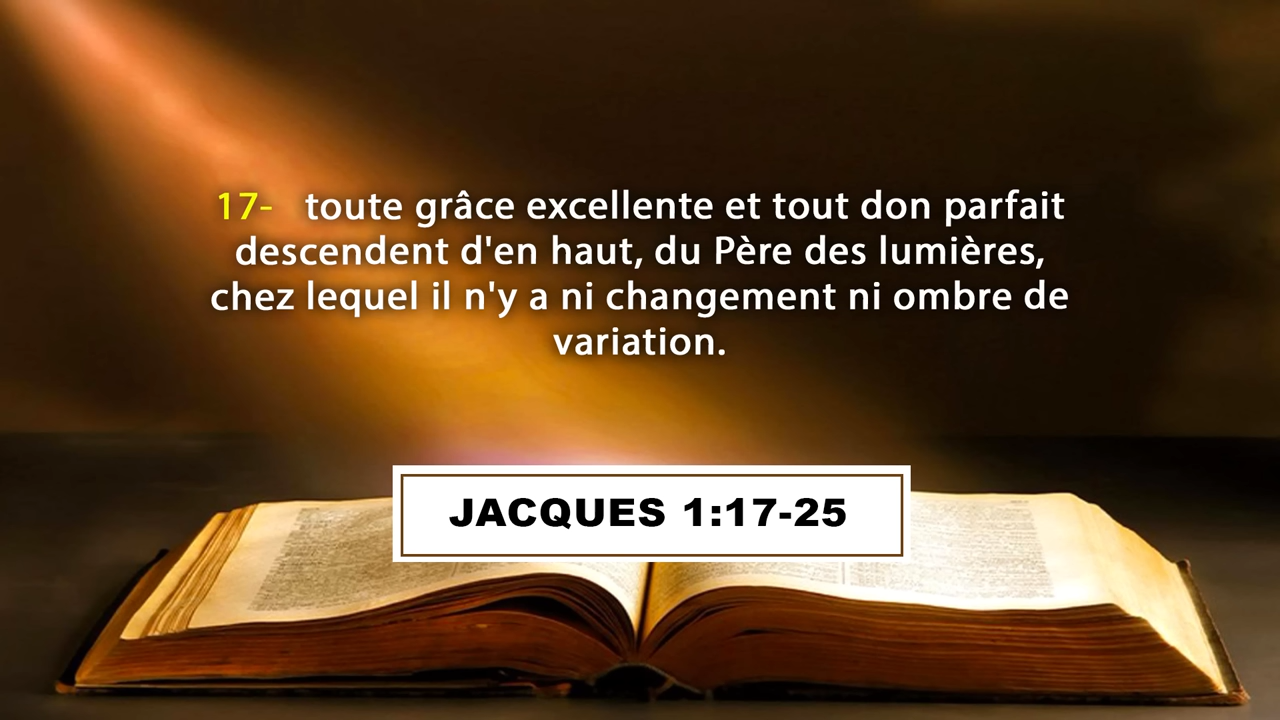 17- toute grâce excellente et tout don parfait
descendent d'en haut, du Père des lumières,
chez lequel il n'y a ni changement ni ombre de
variation.
JACQUES 1:17-25